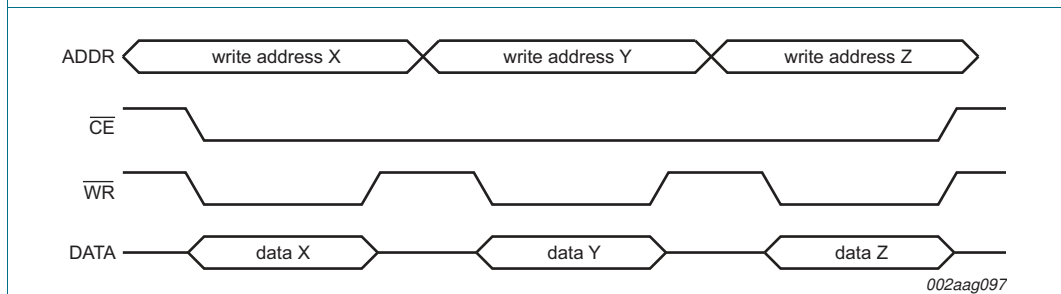 ADDR write address X write address Y write address Z
CE
WR
DATA data X data Y data Z
002aag097